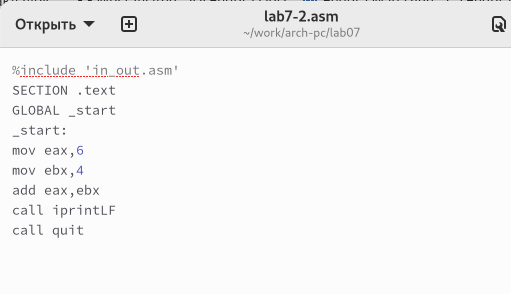 Открыть
lab7-2.asm
~/work/arch-pc/lab07
%include 'in_out.asm'
SECTION .text
GLOBAL _start
_start:
mov eax,6
mov ebx,4
add eax,ebx
call iprintLF
call quit